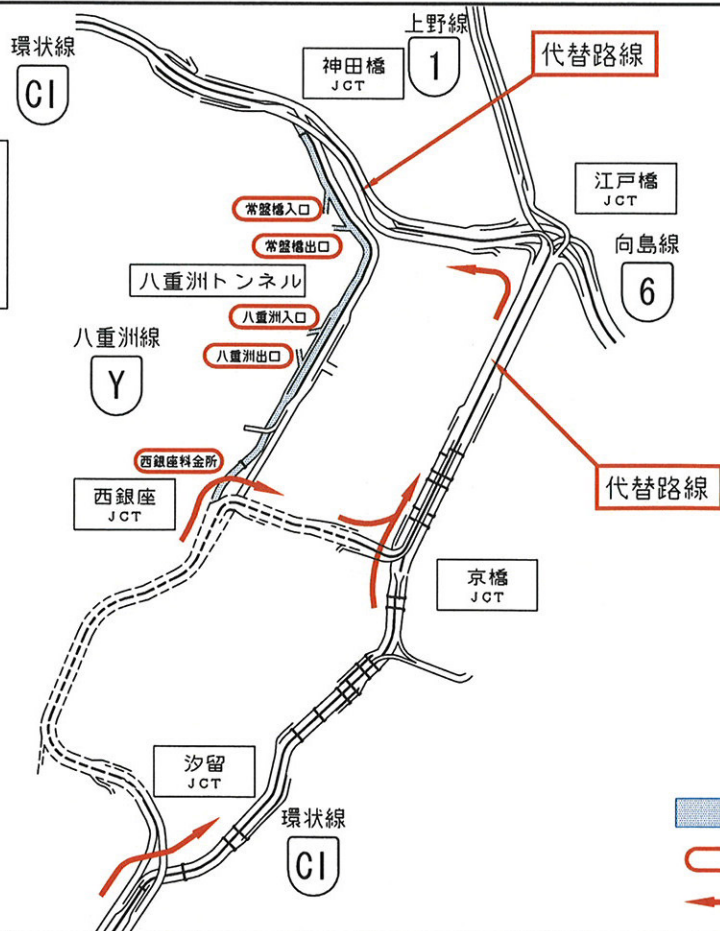 上野線
1
環状線
C1
神田橋
JCT
代替路線
江戸橋
JCT
向島線
6
常盤橋入口
常盤橋出口
八重洲トンネル
八重洲入口
八重洲出口
八重洲線
Y
西銀座料金所
西銀座
JCT
代替路線
京橋
JCT
汐留
JCT
環状線
C1